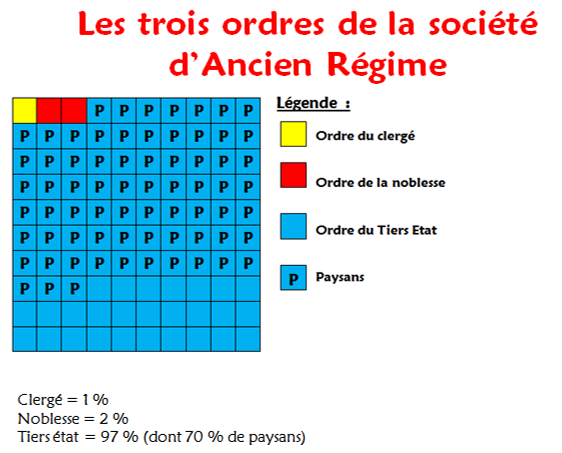 Les trois ordres de la société
d'Ancien Régime
Légende :
P P P P P P P
Ordre du clergé
P P P P P P P P P P
P P P P P P P P P P
Ordre de la noblesse
P P P P P P P P P P
P P P P P P P P P P
Ordre du Tiers Etat
P P P P P P P P P P
P P P P P P P P P P
P Paysans
P P P
Clergé = 1 %
Noblesse = 2 %
Tiers état = 97 % (dont 70 % de paysans)